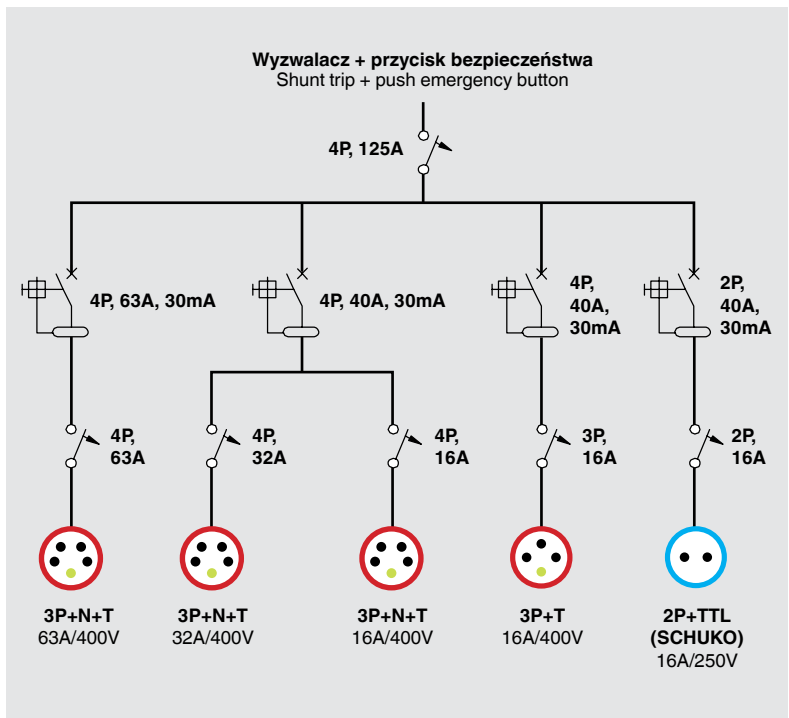 Wyzwalacz + przycisk bezpieczeństwa
Shunt trip + push emergency button
4P, 125A
4P, 63A, 30mA
4P, 40A, 30mA
4P,
40A,
30mA
2P,
40A,
30mA
4P,
63A
4P,
32A
4P,
16A
3P,
16A
2P,
16A
3P+N+T
63A/400V
3P+N+T
32A/400V
3P+N+T
16A/400V
3P+T
16A/400V
2P+TTL
(SCHUKO)
16A/250V